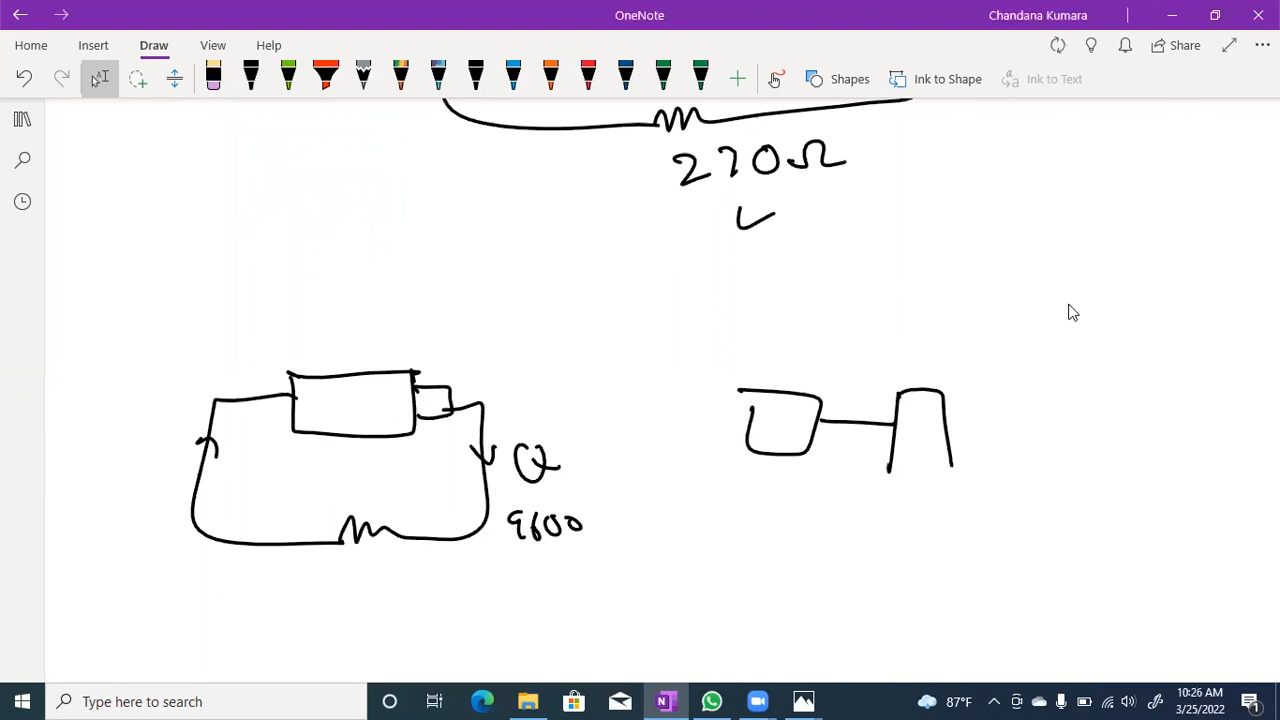 OneNote
Chandana Kumara
Home Insert Draw View Help
Share
Shapes
Ink to Shape
Ink to Text
270Ω
Q
9600
Type here to search
87°F
10:26 AM
3/25/2022
1